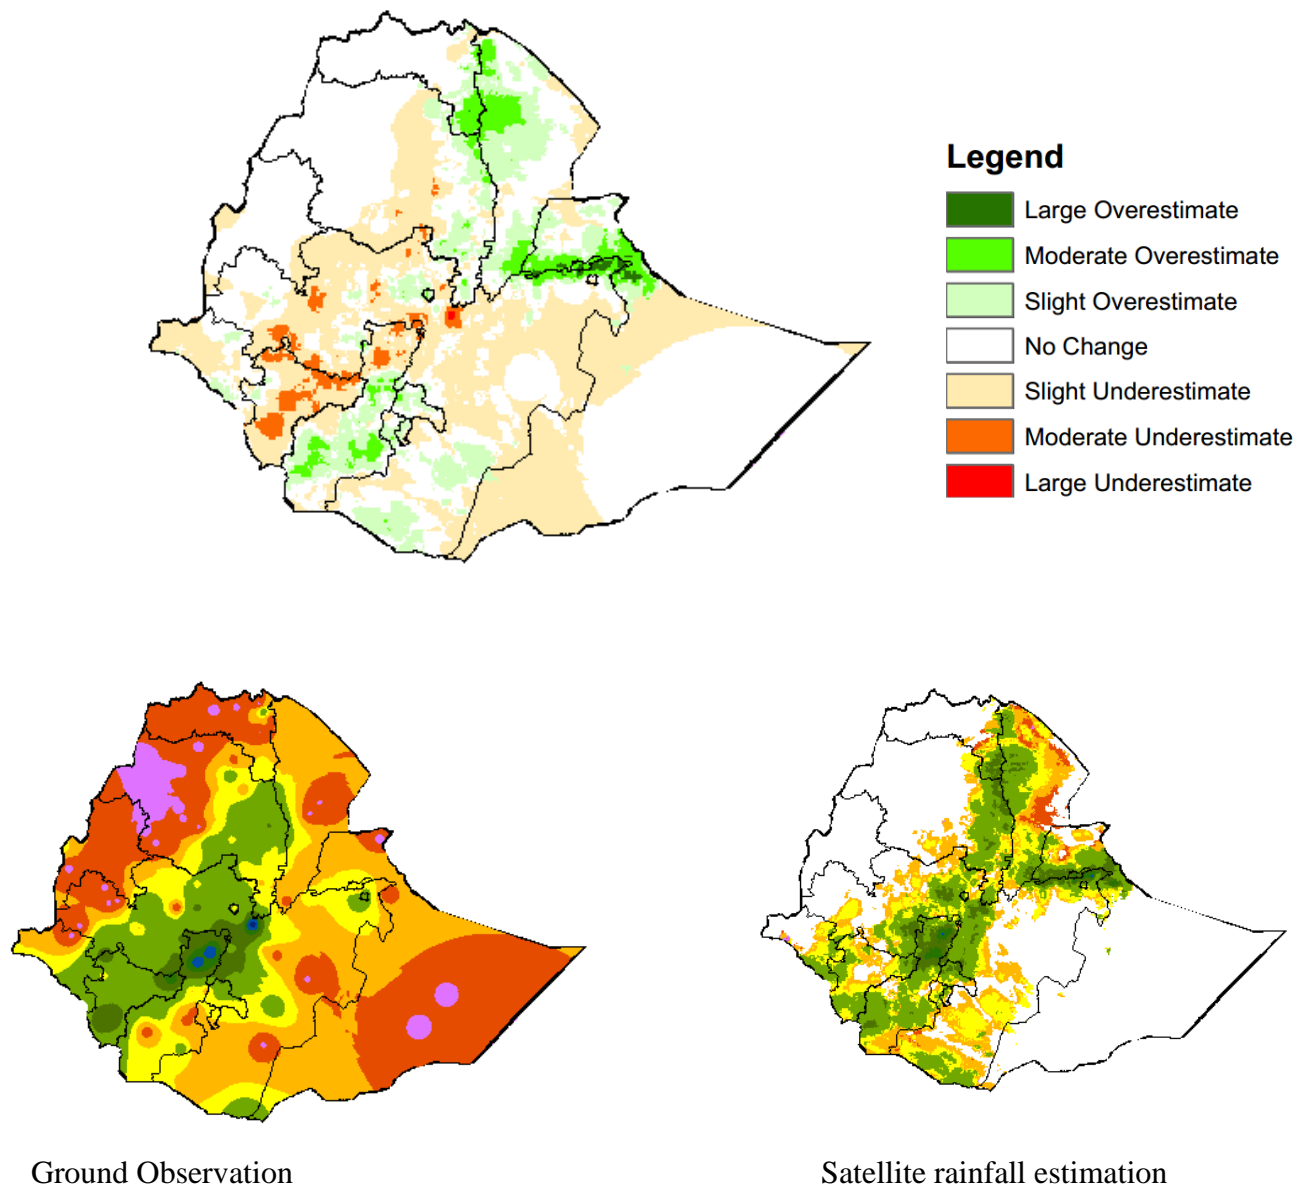 Legend
Large Overestimate
Moderate Overestimate
Slight Overestimate
No Change
Slight Underestimate
Moderate Underestimate
Large Underestimate
Ground Observation
Satellite rainfall estimation